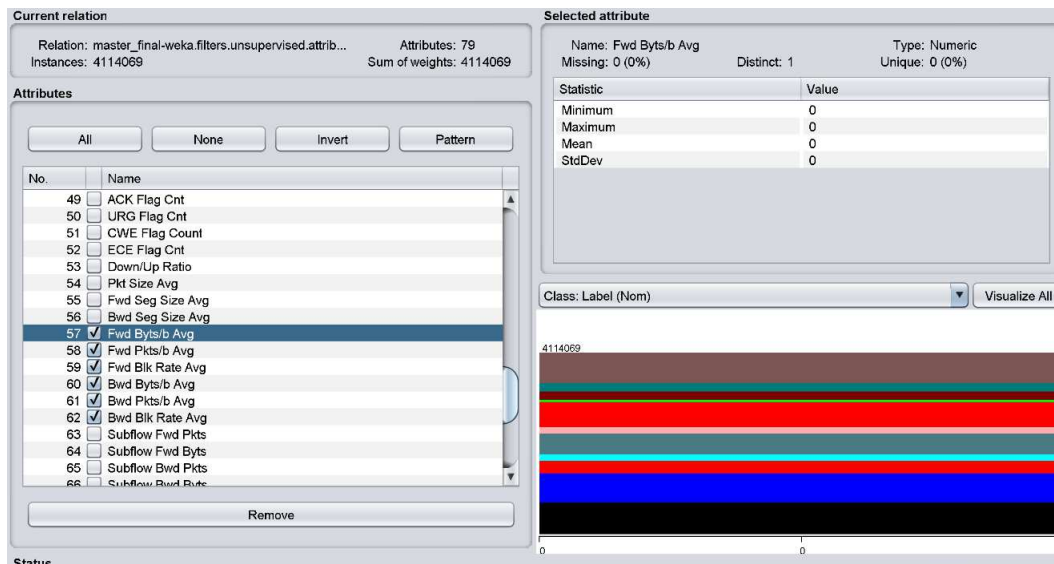 Current relation
Relation: master_final-weka.filters.unsupervised.attrib... Attributes: 79
Instances: 4114069 Sum of weights: 4114069
Attributes
All None Invert Pattern
No. Name
49 ACK Flag Cnt
50 URG Flag Cnt
51 CWE Flag Count
52 ECE Flag Cnt
53 Down/Up Ratio
54 Pkt Size Avg
55 Fwd Seg Size Avg
56 Bwd Seg Size Avg
57 Fwd Byts/b Avg
58 Fwd Pkts/b Avg
59 Fwd Blk Rate Avg
60 Bwd Byts/b Avg
61 Bwd Pkts/b Avg
62 Bwd Blk Rate Avg
63 Subflow Fwd Pkts
64 Subflow Fwd Byts
65 Subflow Bwd Pkts
66 Subflow Bwd Byts
Remove
Status
Selected attribute
Name: Fwd Byts/b Avg Type: Numeric
Missing: 0 (0%) Distinct: 1 Unique: 0 (0%)
Statistic Value
Minimum 0
Maximum 0
Mean 0
StdDev 0
Class: Label (Nom) Visualize All
4114069
0 0